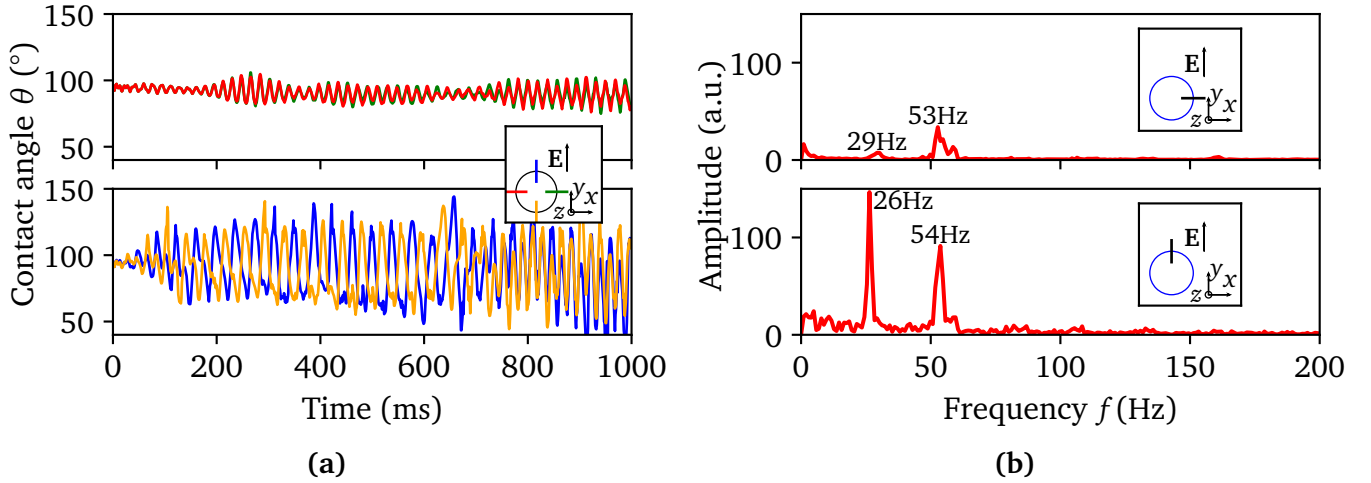 Contact angle θ (°)
150
100
50
E
y
x
z
150
100
50
0 200 400 600 800 1000
Time (ms)
(a)
Amplitude (a.u.)
100
0
29Hz
53Hz
E
y
x
z
100
0
26Hz
54Hz
E
y
x
z
0 50 100 150 200
Frequency f (Hz)
(b)